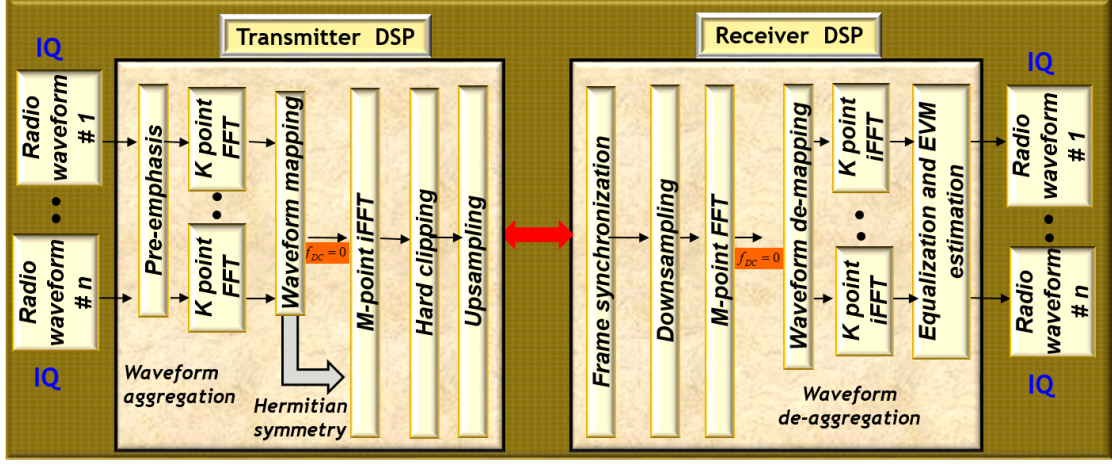 Transmitter DSP
Receiver DSP
IQ
Radio
waveform
# 1
Radio
waveform
# n
IQ
Pre-emphasis
K point
FFT
K point
FFT
Waveform mapping
f_DC = 0
M-point iFFT
Hard clipping
Upsampling
Waveform
aggregation
Hermitian
symmetry
Frame synchronization
Downsampling
M-point FFT
f_DC = 0
Waveform de-mapping
K point
iFFT
K point
iFFT
Equalization and EVM
estimation
Waveform
de-aggregation
IQ
Radio
waveform
# 1
Radio
waveform
# n
IQ